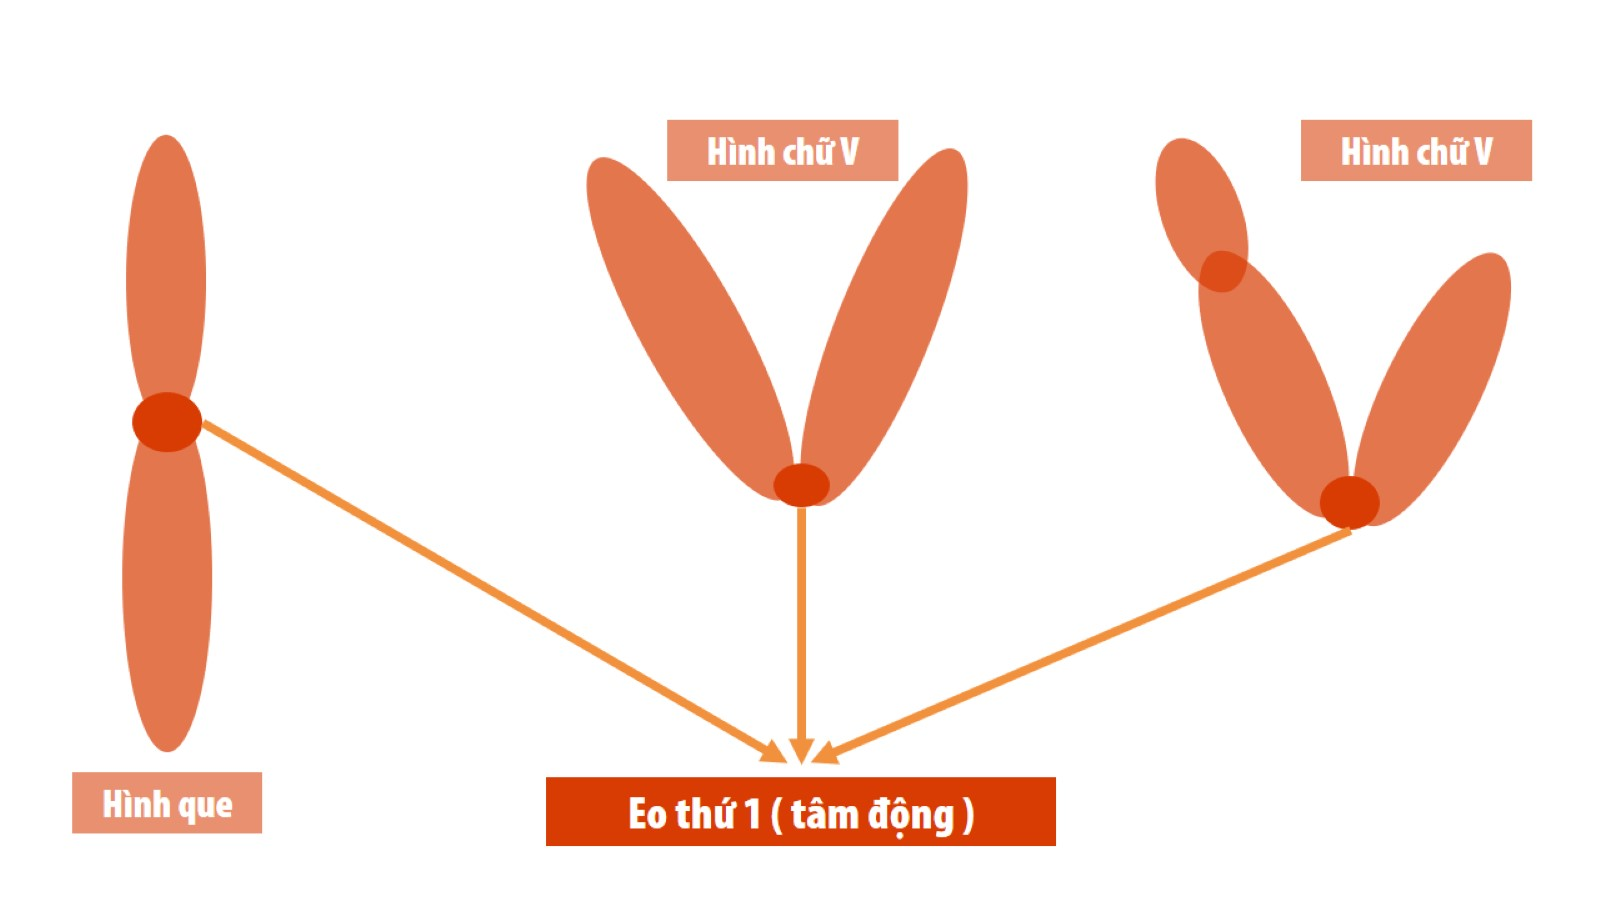 Hình chữ V
Hình chữ V
Hình que
Eo thứ 1 ( tâm động )